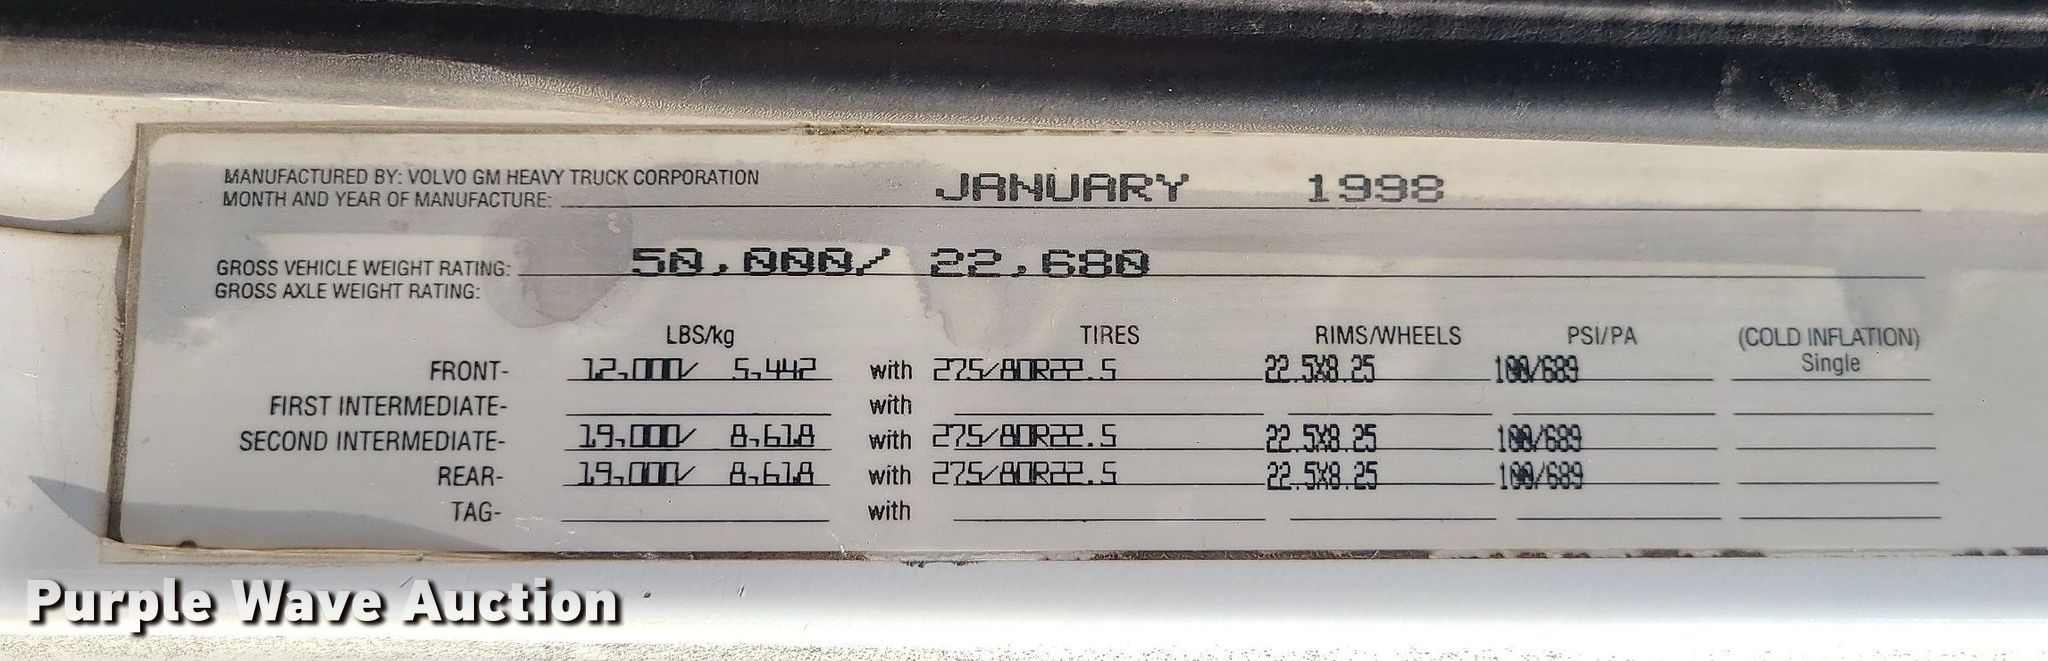 MANUFACTURED BY: VOLVO GM HEAVY TRUCK CORPORATION
MONTH AND YEAR OF MANUFACTURE: JANUARY 1998
GROSS VEHICLE WEIGHT RATING: 50,000/ 22,680
GROSS AXLE WEIGHT RATING:
LBS/kg TIRES RIMS/WHEELS PSI/PA (COLD INFLATION)
FRONT- 12,000/ 5,442 with 275/80R22.5 22.5X8.25 100/689 Single
FIRST INTERMEDIATE- with
SECOND INTERMEDIATE- 19,000/ 8,618 with 275/80R22.5 22.5X8.25 100/689
REAR- 19,000/ 8,618 with 275/80R22.5 22.5X8.25 100/689
TAG- with
Purple Wave Auction